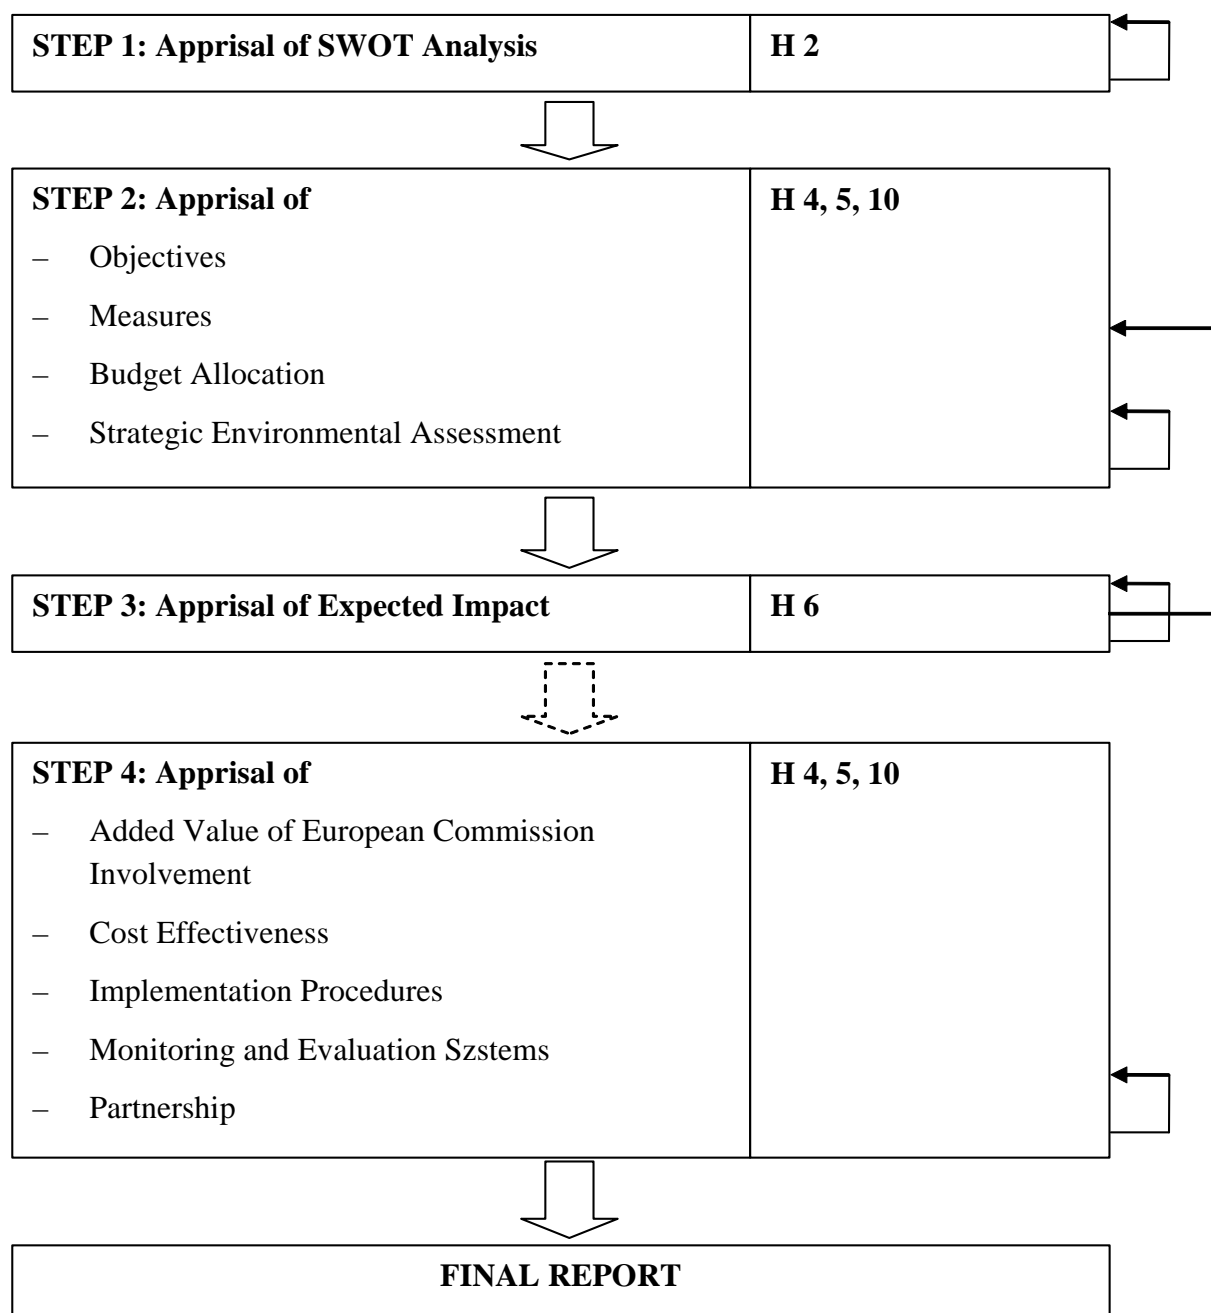 STEP 1: Apprisal of SWOT Analysis
H 2
STEP 2: Apprisal of
H 4, 5, 10
– Objectives
– Measures
– Budget Allocation
– Strategic Environmental Assessment
STEP 3: Apprisal of Expected Impact
H 6
STEP 4: Apprisal of
H 4, 5, 10
– Added Value of European Commission
Involvement
– Cost Effectiveness
– Implementation Procedures
– Monitoring and Evaluation Szstems
– Partnership
FINAL REPORT